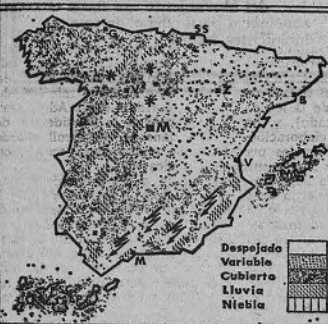 SS
V
Z
B
M
V
M
Despejado
Variable
Cubierto
Lluvia
Niebla